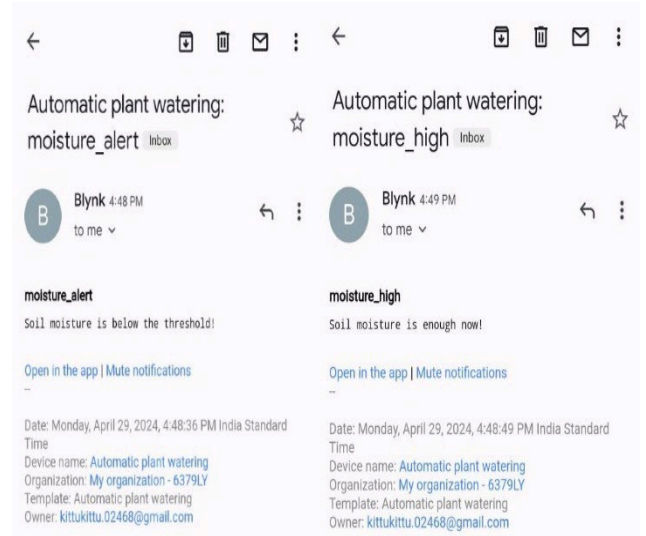 Automatic plant watering:
moisture_alert Inbox
B
Blynk 4:48 PM
to me
moisture_alert
Soil moisture is below the threshold!
Open in the app | Mute notifications
--
Date: Monday, April 29, 2024, 4:48:36 PM India Standard
Time
Device name: Automatic plant watering
Organization: My organization - 6379LY
Template: Automatic plant watering
Owner: kittukittu.02468@gmail.com
Automatic plant watering:
moisture_high Inbox
B
Blynk 4:49 PM
to me
moisture_high
Soil moisture is enough now!
Open in the app | Mute notifications
--
Date: Monday, April 29, 2024, 4:48:49 PM India Standard
Time
Device name: Automatic plant watering
Organization: My organization - 6379LY
Template: Automatic plant watering
Owner: kittukittu.02468@gmail.com